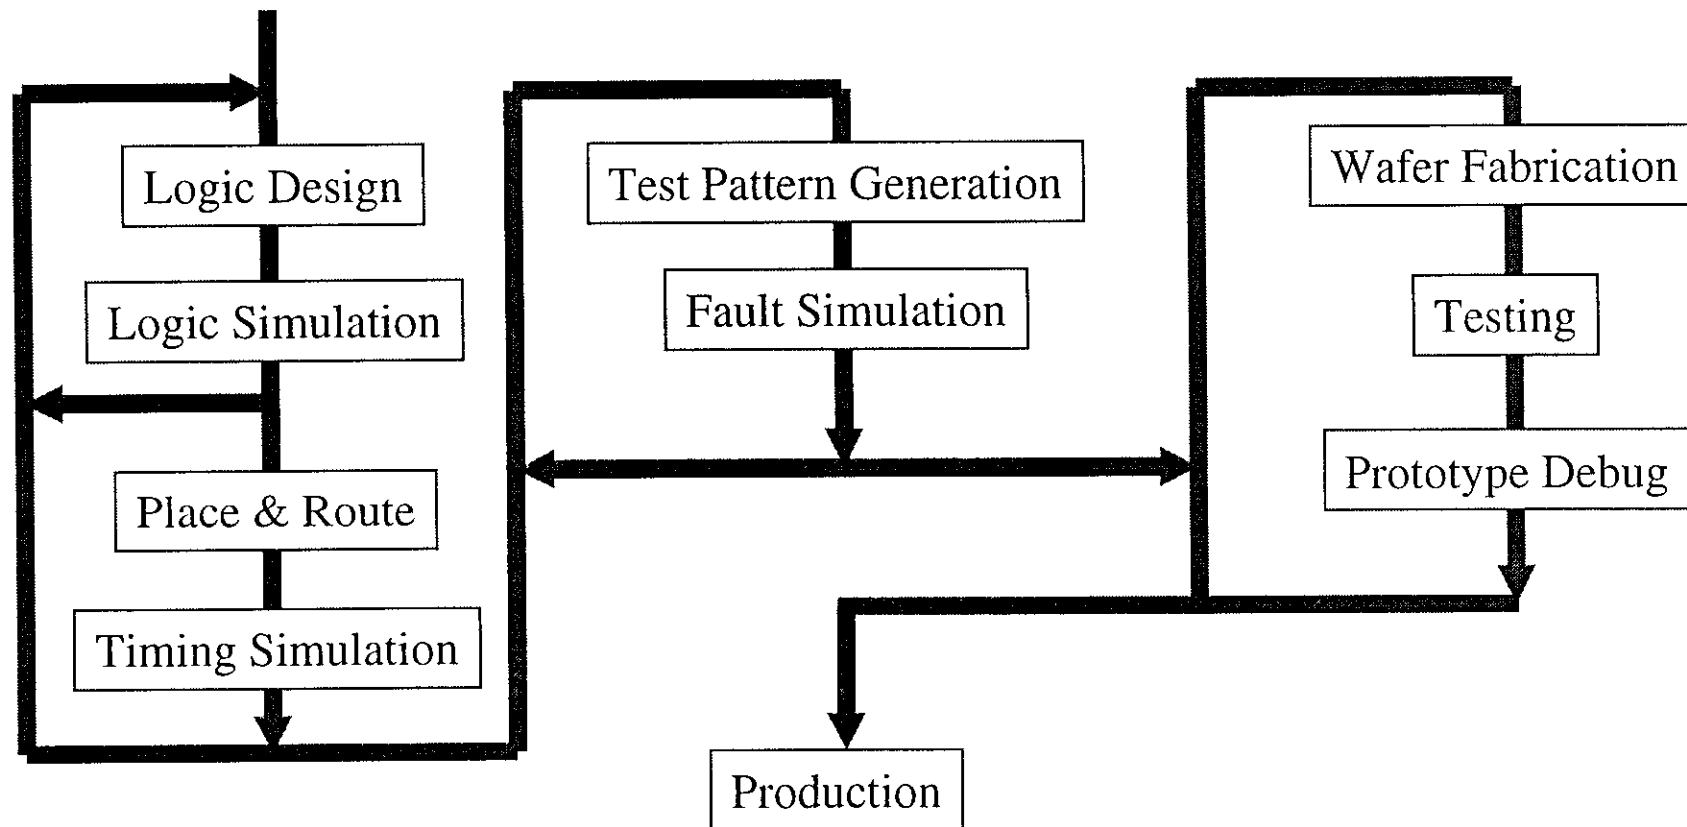 Logic Design
Logic Simulation
Place & Route
Timing Simulation
Test Pattern Generation
Fault Simulation
Wafer Fabrication
Testing
Prototype Debug
Production